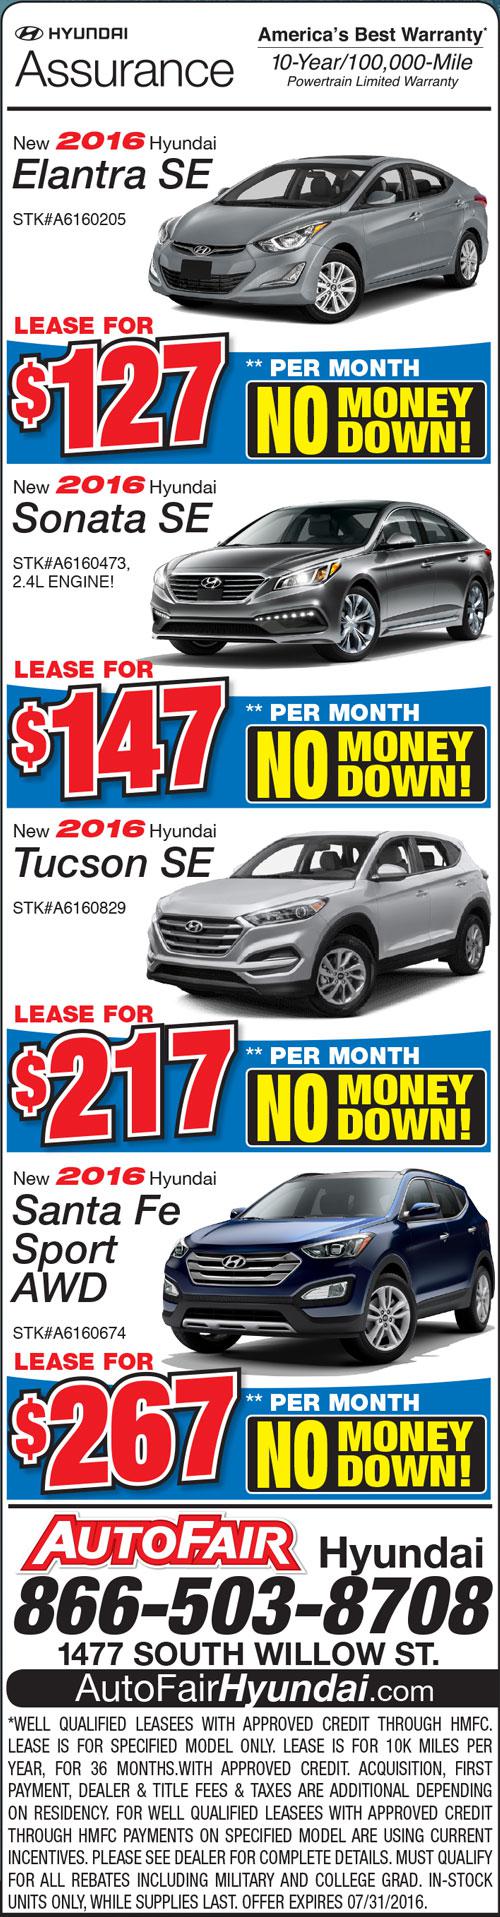 HYUNDAI
Assurance
America's Best Warranty*
10-Year/100,000-Mile
Powertrain Limited Warranty
New 2016 Hyundai
Elantra SE
STK#A6160205
LEASE FOR
$127
** PER MONTH
NO MONEY
DOWN!
New 2016 Hyundai
Sonata SE
STK#A6160473,
2.4L ENGINE!
LEASE FOR
$147
** PER MONTH
NO MONEY
DOWN!
New 2016 Hyundai
Tucson SE
STK#A6160829
LEASE FOR
$217
** PER MONTH
NO MONEY
DOWN!
New 2016 Hyundai
Santa Fe
Sport
AWD
STK#A6160674
LEASE FOR
$267
** PER MONTH
NO MONEY
DOWN!
AUTOFAIR Hyundai
866-503-8708
1477 SOUTH WILLOW ST.
AutoFairHyundai.com
*WELL QUALIFIED LEASEES WITH APPROVED CREDIT THROUGH HMFC.
LEASE IS FOR SPECIFIED MODEL ONLY. LEASE IS FOR 10K MILES PER
YEAR, FOR 36 MONTHS.WITH APPROVED CREDIT. ACQUISITION, FIRST
PAYMENT, DEALER & TITLE FEES & TAXES ARE ADDITIONAL DEPENDING
ON RESIDENCY. FOR WELL QUALIFIED LEASEES WITH APPROVED CREDIT
THROUGH HMFC PAYMENTS ON SPECIFIED MODEL ARE USING CURRENT
INCENTIVES. PLEASE SEE DEALER FOR COMPLETE DETAILS. MUST QUALIFY
FOR ALL REBATES INCLUDING MILITARY AND COLLEGE GRAD. IN-STOCK
UNITS ONLY, WHILE SUPPLIES LAST. OFFER EXPIRES 07/31/2016.